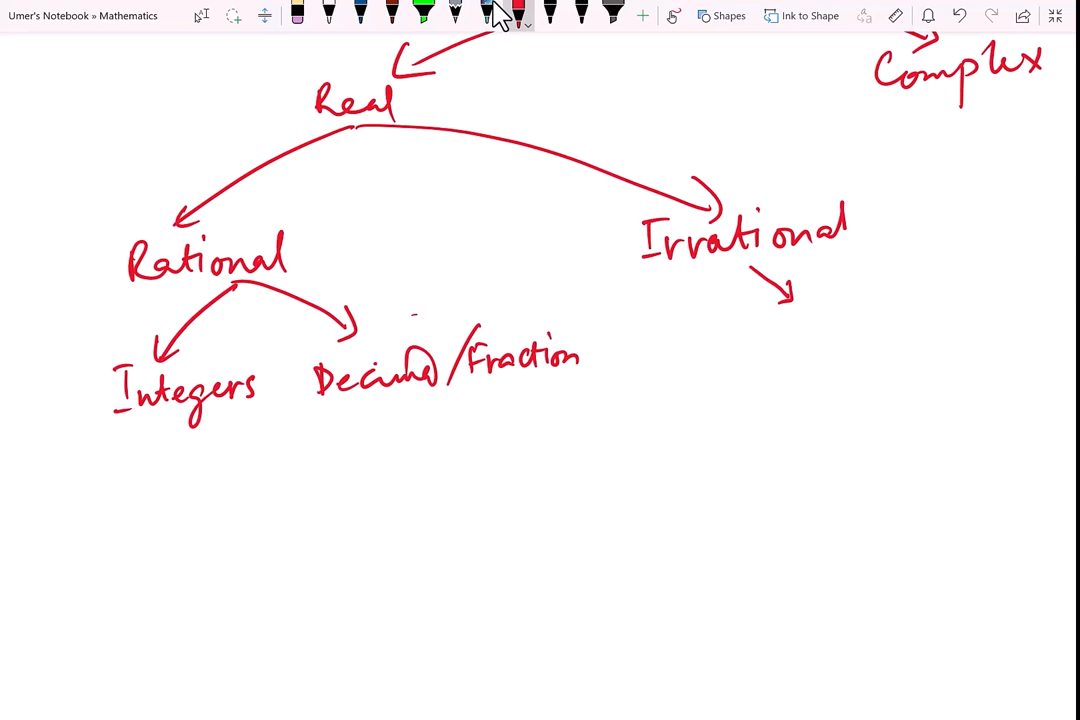 Umer's Notebook » Mathematics
Shapes
Ink to Shape
Complex
Real
Irrational
Rational
Integers Decimal/Fraction